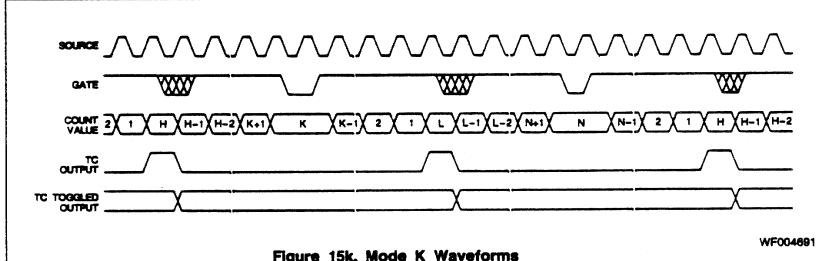 SOURCE
GATE
COUNT VALUE 2 1 H H-1 H-2 K+1 K K-1 2 1 L L-1 L-2 N+1 N N-1 2 1 H H-1 H-2
TC OUTPUT
TC TOGGLED OUTPUT
WF004691
Figure 15k. Mode K Waveforms